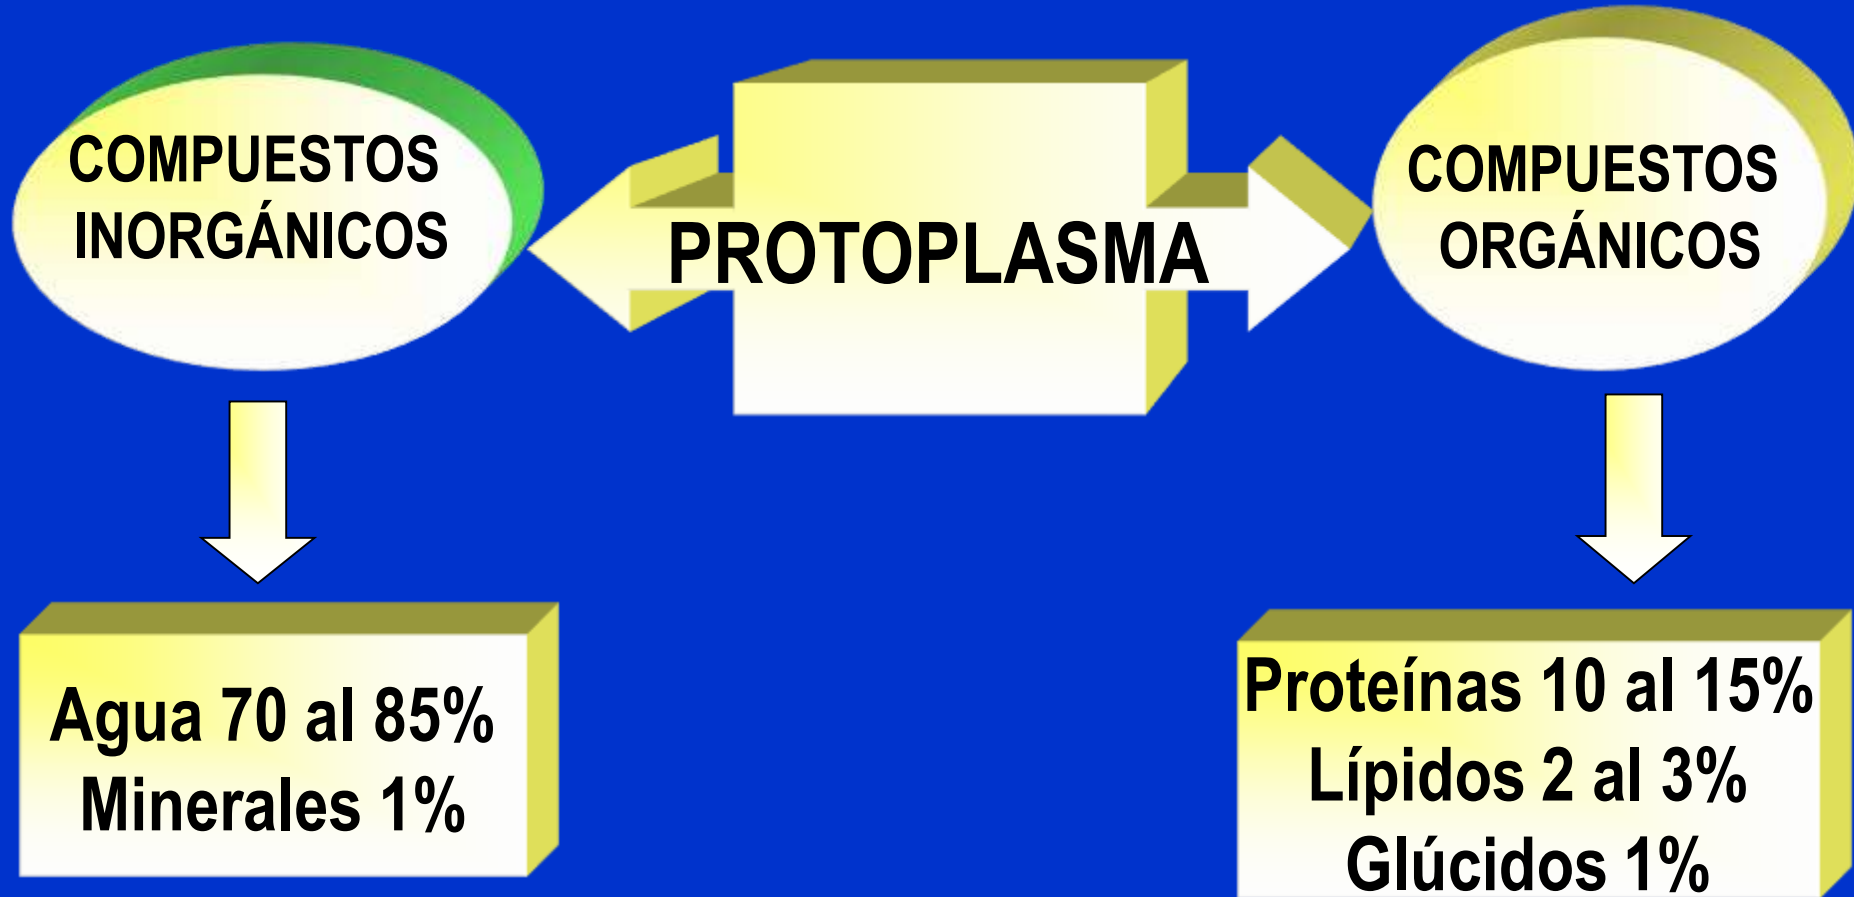 COMPUESTOS
INORGÁNICOS
PROTOPLASMA
COMPUESTOS
ORGÁNICOS
Agua 70 al 85%
Minerales 1%
Proteínas 10 al 15%
Lípidos 2 al 3%
Glúcidos 1%